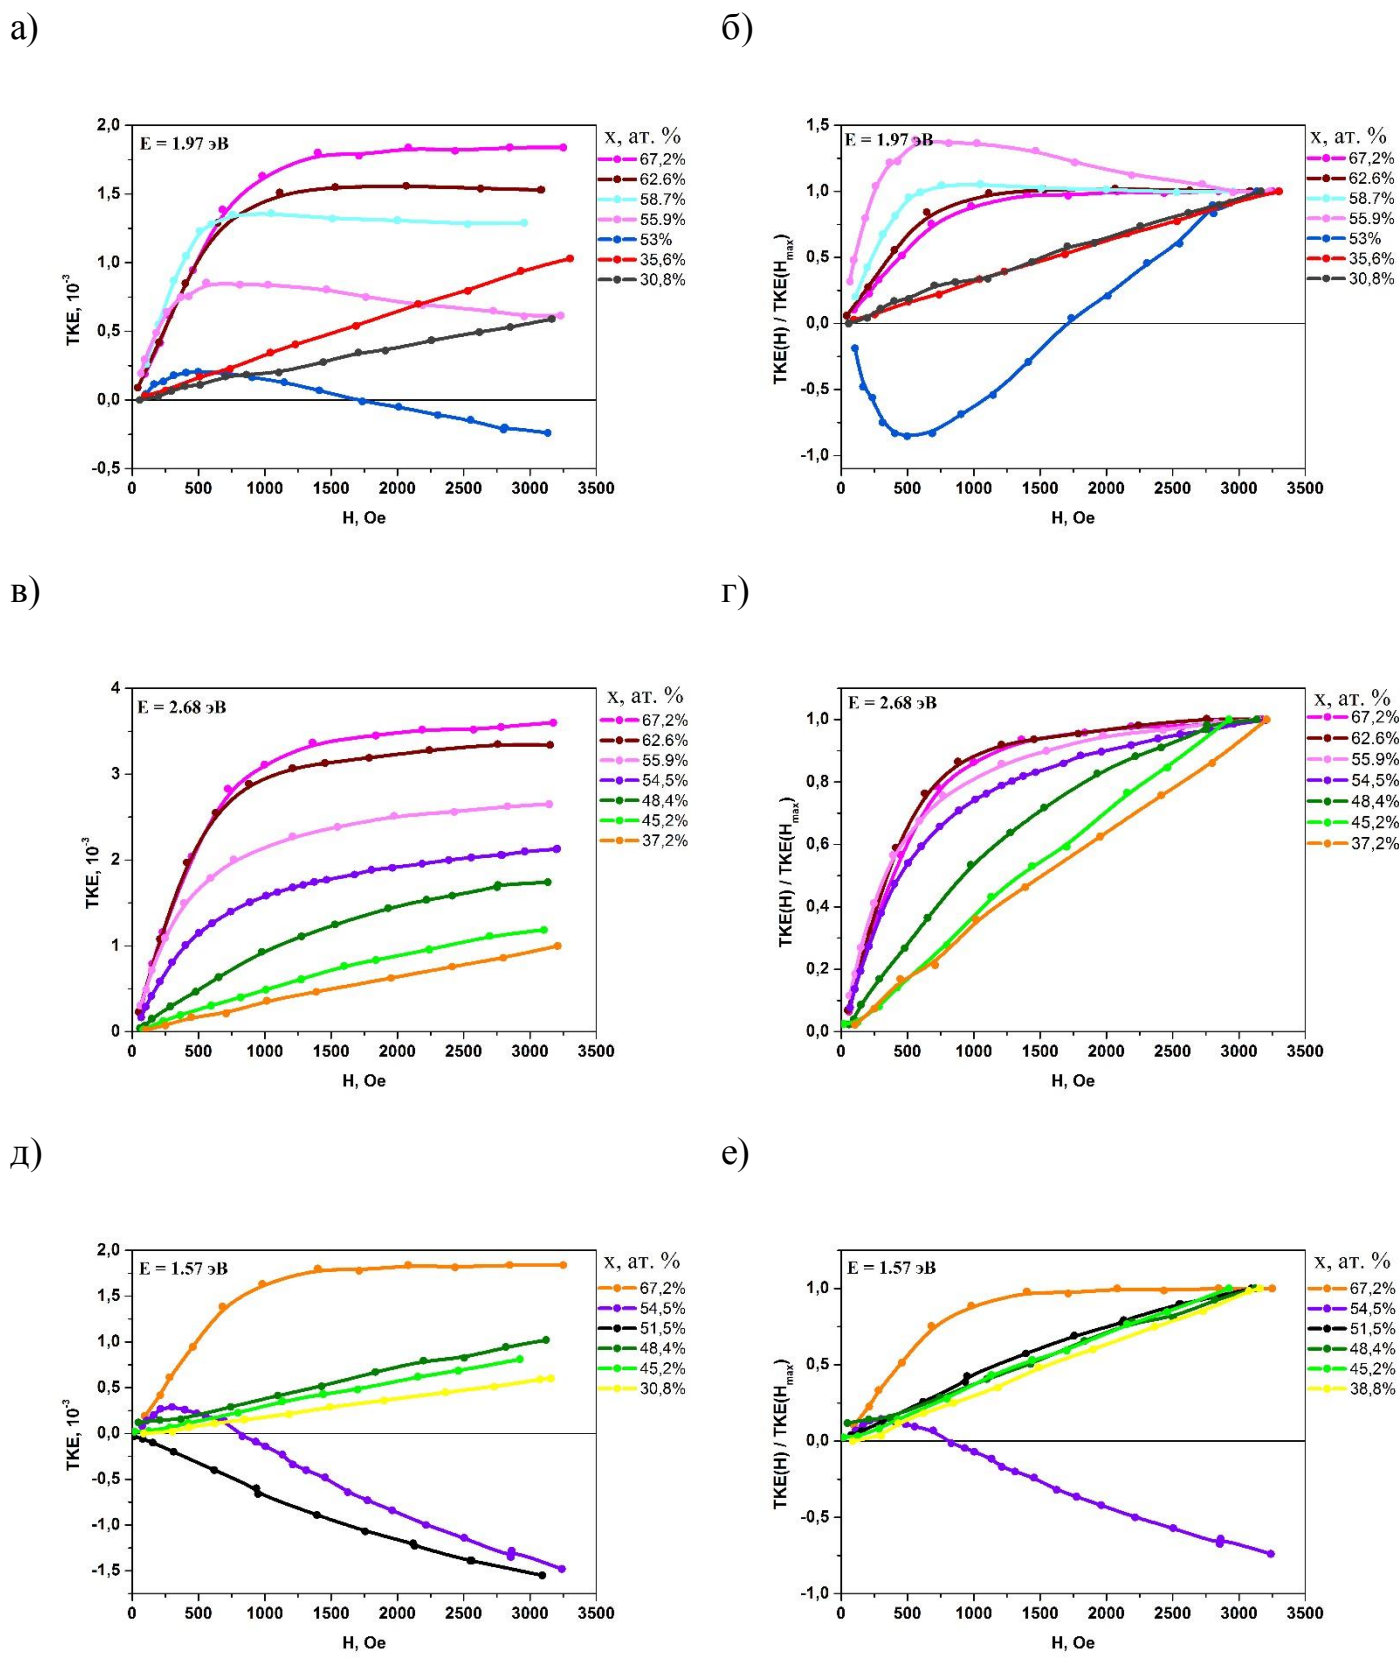 а)
E = 1.97 эВ
TKE, 10⁻³
2,0
1,5
1,0
0,5
0,0
-0,5
0 500 1000 1500 2000 2500 3000 3500
H, Oe
x, ат. %
67,2%
62.6%
58.7%
55.9%
53%
35,6%
30,8%
б)
E = 1.97 эВ
TKE(H) / TKE(Hmax)
1,5
1,0
0,5
0,0
-0,5
-1,0
0 500 1000 1500 2000 2500 3000 3500
H, Oe
x, ат. %
67,2%
62.6%
58.7%
55.9%
53%
35,6%
30,8%
в)
E = 2.68 эВ
TKE, 10⁻³
4
3
2
1
0
0 500 1000 1500 2000 2500 3000 3500
H, Oe
x, ат. %
67,2%
62.6%
55.9%
54,5%
48,4%
45,2%
37,2%
г)
E = 2.68 эВ
TKE(H) / TKE(Hmax)
1,0
0,8
0,6
0,4
0,2
0,0
0 500 1000 1500 2000 2500 3000 3500
H, Oe
x, ат. %
67,2%
62.6%
55.9%
54,5%
48,4%
45,2%
37,2%
д)
E = 1.57 эВ
TKE, 10⁻³
2,0
1,5
1,0
0,5
0,0
-0,5
-1,0
-1,5
0 500 1000 1500 2000 2500 3000 3500
H, Oe
x, ат. %
67,2%
54,5%
51,5%
48,4%
45,2%
30,8%
е)
E = 1.57 эВ
TKE(H) / TKE(Hmax)
1,0
0,5
0,0
-0,5
-1,0
0 500 1000 1500 2000 2500 3000 3500
H, Oe
x, ат. %
67,2%
54,5%
51,5%
48,4%
45,2%
38,8%